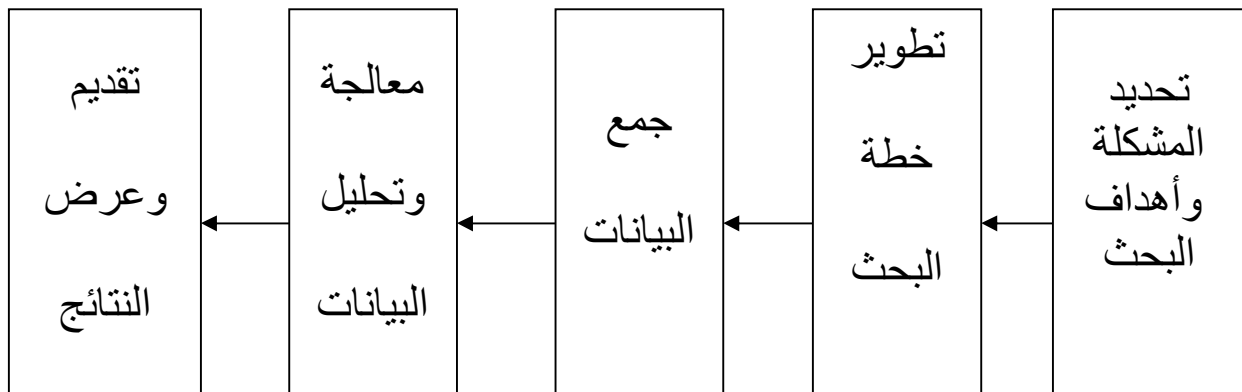 تحديد
المشكلة
وأهداف
البحث
تطوير
خطة
البحث
جمع
البيانات
معالجة
وتحليل
البيانات
تقديم
وعرض
النتائج